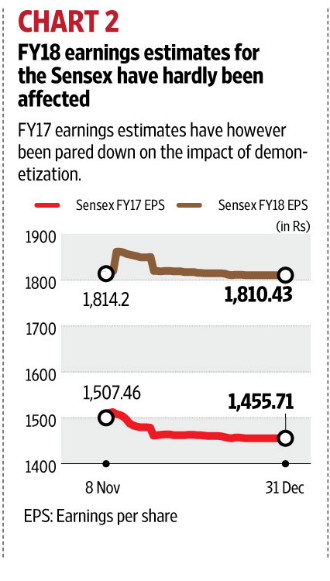 CHART 2
FY18 earnings estimates for
the Sensex have hardly been
affected
FY17 earnings estimates have however
been pared down on the impact of demon-
etization.
Sensex FY17 EPS Sensex FY18 EPS
(in Rs)
1900
1800
1,814.2
1,810.43
1700
1600
1,507.46
1,455.71
1500
1400
8 Nov 31 Dec
EPS: Earnings per share